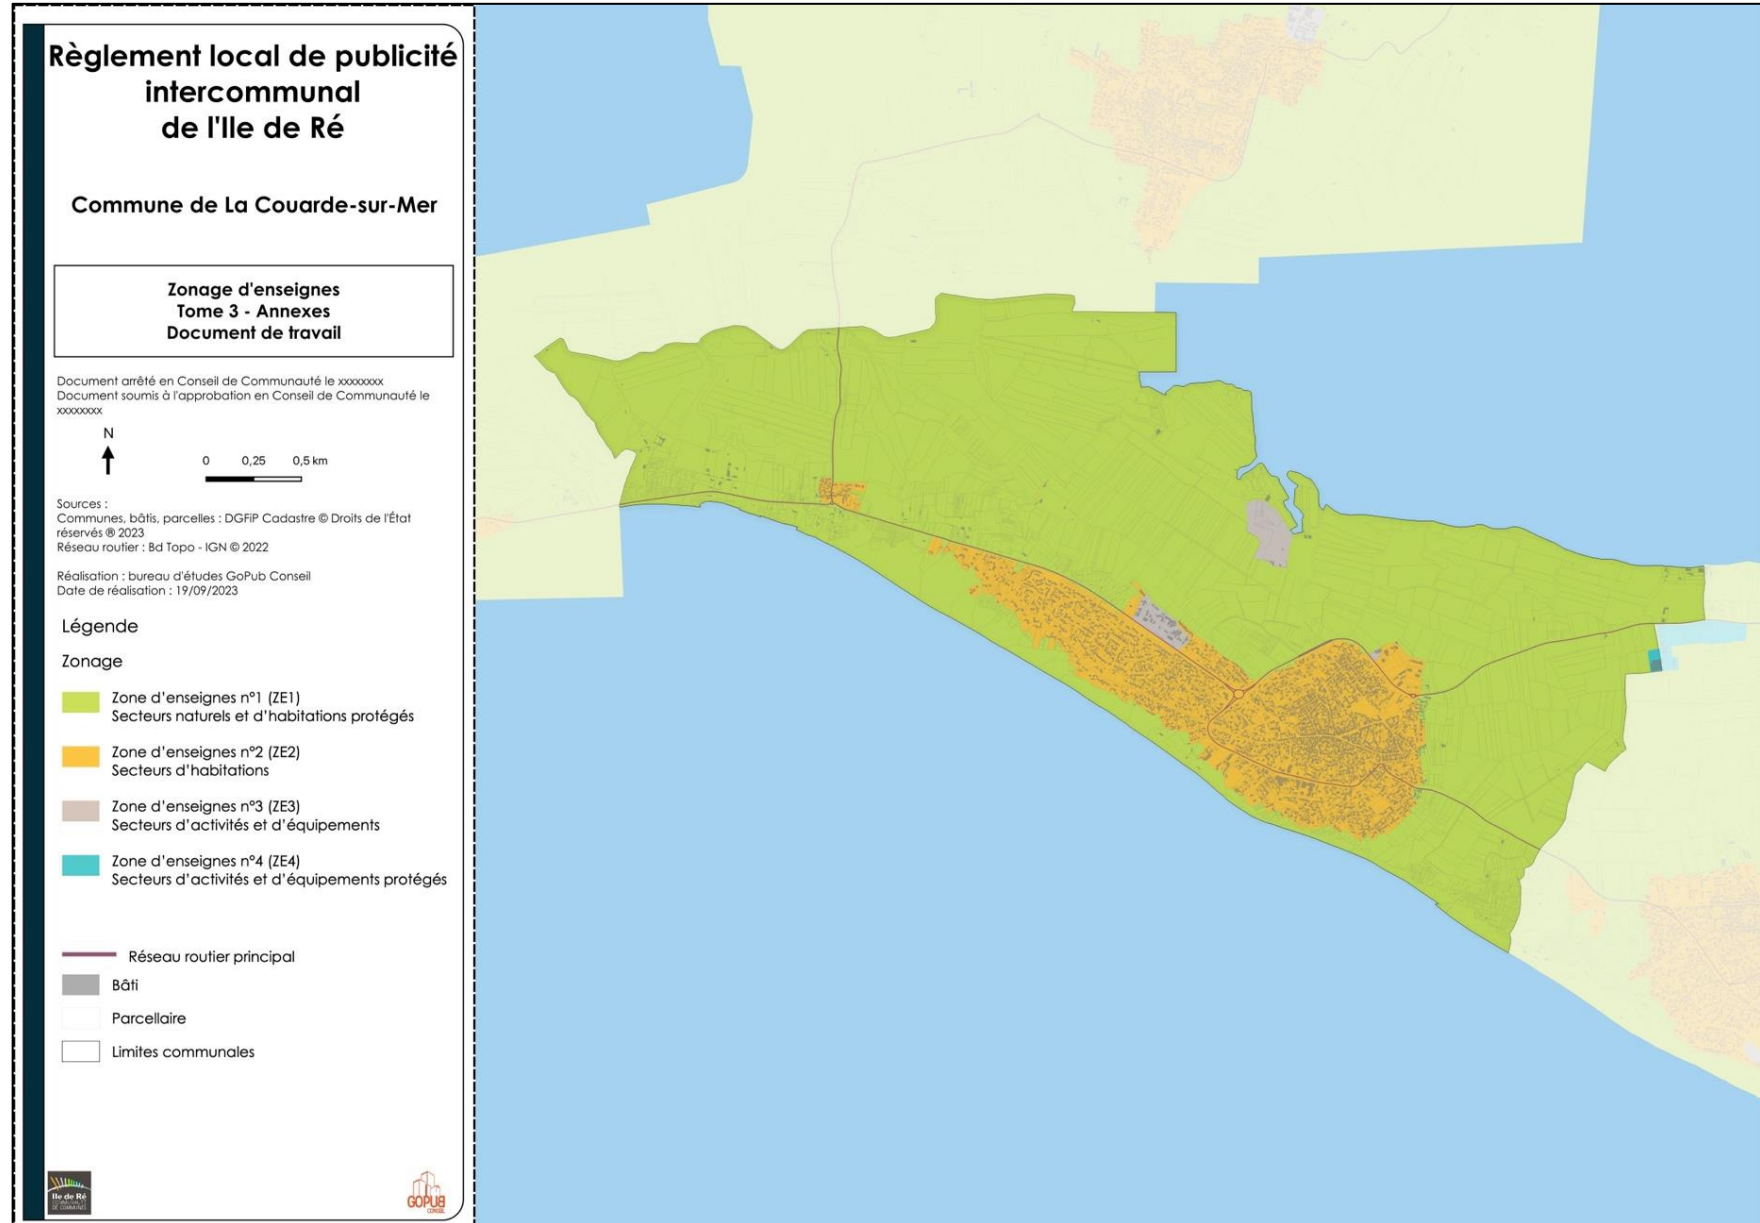 Règlement local de publicité
intercommunal
de l'Ile de Ré
Commune de La Couarde-sur-Mer
Zonage d'enseignes
Tome 3 - Annexes
Document de travail
Document arrêté en Conseil de Communauté le xxxxxxxx
Document soumis à l'approbation en Conseil de Communauté le
xxxxxxxx
N
0 0,25 0,5 km
Sources :
Communes, bâtis, parcelles : DGFiP Cadastre © Droits de l'État
réservés ® 2023
Réseau routier : Bd Topo - IGN © 2022
Réalisation : bureau d'études GoPub Conseil
Date de réalisation : 19/09/2023
Légende
Zonage
Zone d'enseignes n°1 (ZE1)
Secteurs naturels et d'habitations protégés
Zone d'enseignes n°2 (ZE2)
Secteurs d'habitations
Zone d'enseignes n°3 (ZE3)
Secteurs d'activités et d'équipements
Zone d'enseignes n°4 (ZE4)
Secteurs d'activités et d'équipements protégés
Réseau routier principal
Bâti
Parcellaire
Limites communales
Ile de Ré
COMMUNAUTÉ
DE COMMUNES
GOPUB
CONSEIL